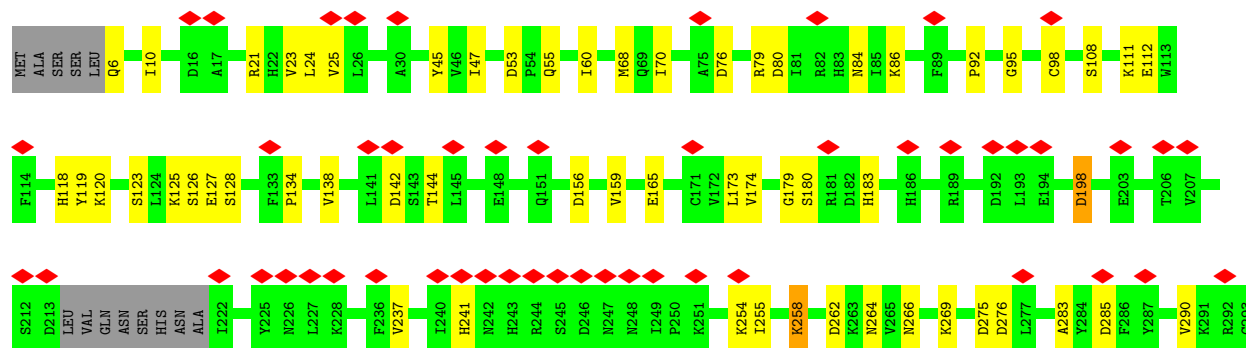 MET ALA SER SER LEU Q6 I10 D16 A17 R21 H22 V23 L24 V25 L26 A30 Y45 V46 I47 D53 P54 Q55 I60 M68 Q69 I70 A75 D76 R79 D80 I81 R82 H83 N84 I85 K86 F89 P92 G95 C98 S108 K111 E112 W113
F114 H118 Y119 K120 S123 L124 K125 S126 E127 S128 F133 P134 V138 L141 D142 S143 T144 L145 E148 Q151 D156 V159 E165 C171 V172 L173 V174 G179 S180 R181 D182 H183 H186 R189 D192 L193 E194 D198 E203 T206 V207
S212 D213 LEU VAL GLN ASN SER HIS ASN ALA I222 Y225 N226 L227 K228 F236 V237 I240 H241 N242 H243 R244 S245 D246 N247 N248 I249 P250 K251 K254 I255 K258 D262 K263 N264 V265 N266 K269 D275 D276 L277 A283 Y284 D285 F286 Y287 V290 K291 R292